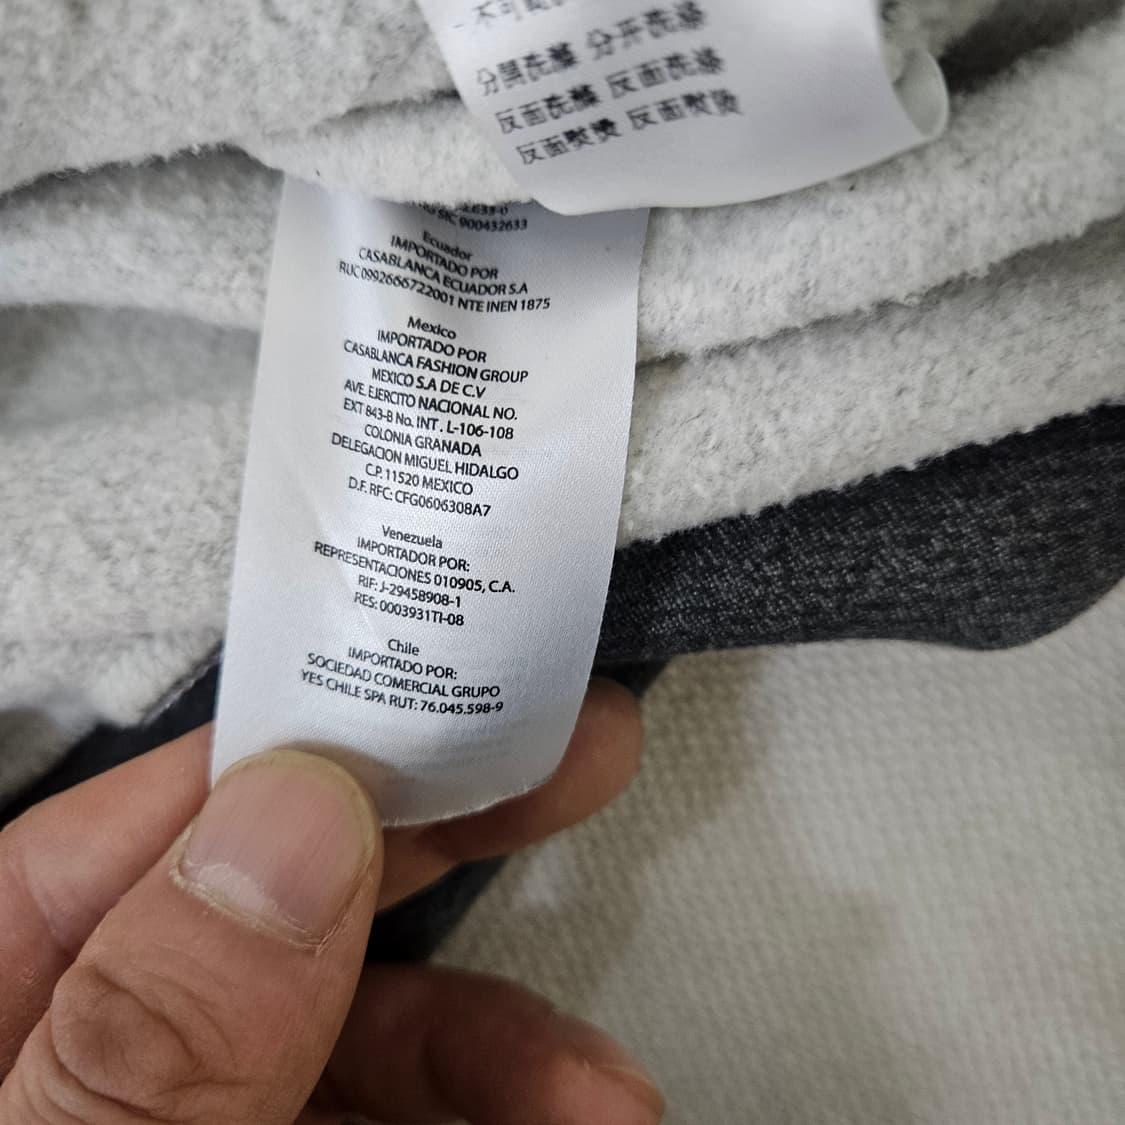 不可
分開洗滌 分开洗涤
反面洗滌 反面洗涤
反面熨燙 反面熨烫
SIC 900432633
Ecuador
IMPORTADO POR
CASABLANCA ECUADOR S.A
RUC 0992666722001 NTE INEN 1875
Mexico
IMPORTADO POR
CASABLANCA FASHION GROUP
MEXICO S.A DE C.V
AVE. EJERCITO NACIONAL NO.
EXT 843-B No. INT. L-106-108
COLONIA GRANADA
DELEGACION MIGUEL HIDALGO
C.P. 11520 MEXICO
D.F. RFC: CFG0606308A7
Venezuela
IMPORTADOR POR:
REPRESENTACIONES 010905, C.A.
RIF: J-29458908-1
RES: 0003931TI-08
Chile
IMPORTADO POR:
SOCIEDAD COMERCIAL GRUPO
YES CHILE SPA RUT: 76.045.598-9